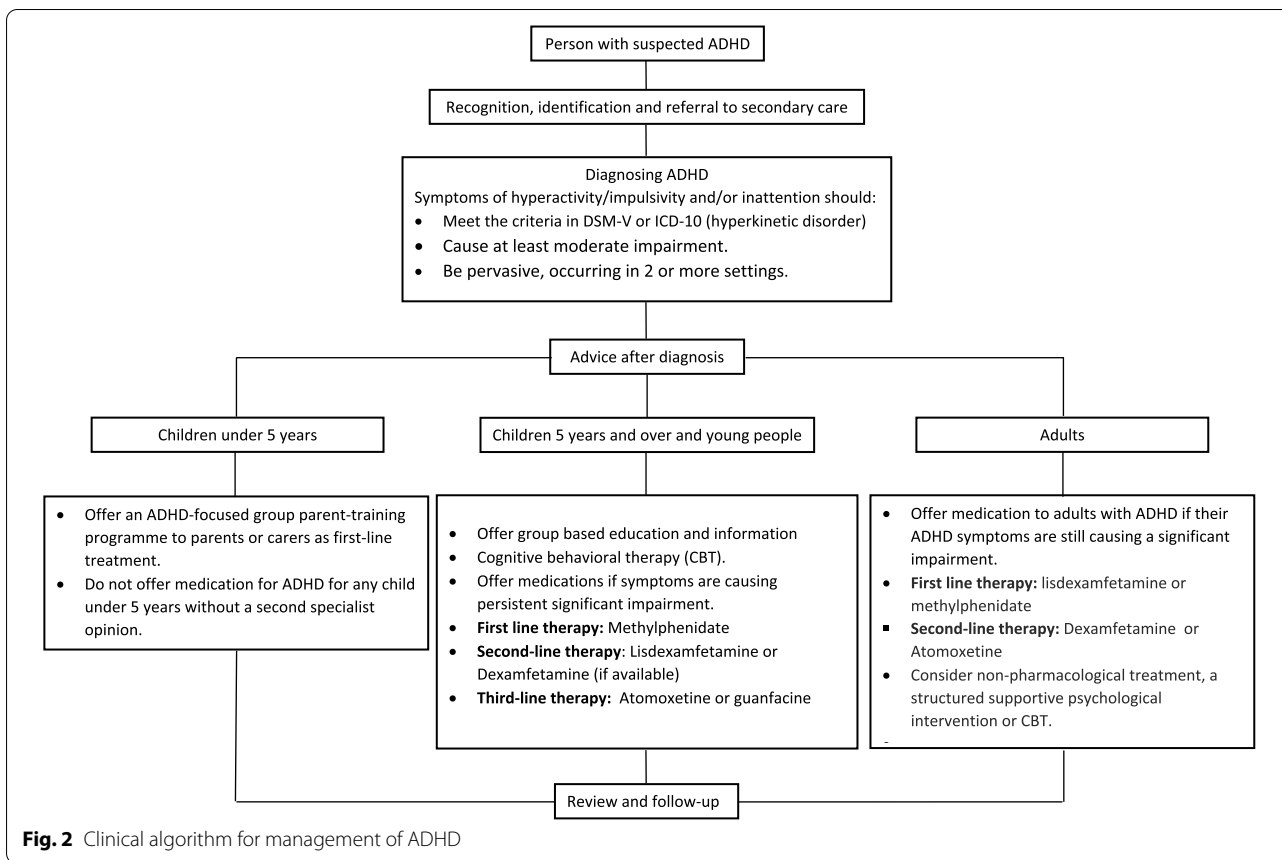 Person with suspected ADHD
Recognition, identification and referral to secondary care
Diagnosing ADHD
Symptoms of hyperactivity/impulsivity and/or inattention should:
• Meet the criteria in DSM-V or ICD-10 (hyperkinetic disorder)
• Cause at least moderate impairment.
• Be pervasive, occurring in 2 or more settings.
Advice after diagnosis
Children under 5 years
• Offer an ADHD-focused group parent-training
programme to parents or carers as first-line
treatment.
• Do not offer medication for ADHD for any child
under 5 years without a second specialist
opinion.
Children 5 years and over and young people
• Offer group based education and information
• Cognitive behavioral therapy (CBT).
• Offer medications if symptoms are causing
persistent significant impairment.
• First line therapy: Methylphenidate
• Second-line therapy: Lisdexamfetamine or
Dexamfetamine (if available)
• Third-line therapy: Atomoxetine or guanfacine
Adults
• Offer medication to adults with ADHD if their
ADHD symptoms are still causing a significant
impairment.
• First line therapy: lisdexamfetamine or
methylphenidate
▪ Second-line therapy: Dexamfetamine or
Atomoxetine
• Consider non-pharmacological treatment, a
structured supportive psychological
intervention or CBT.
Review and follow-up
Fig. 2 Clinical algorithm for management of ADHD